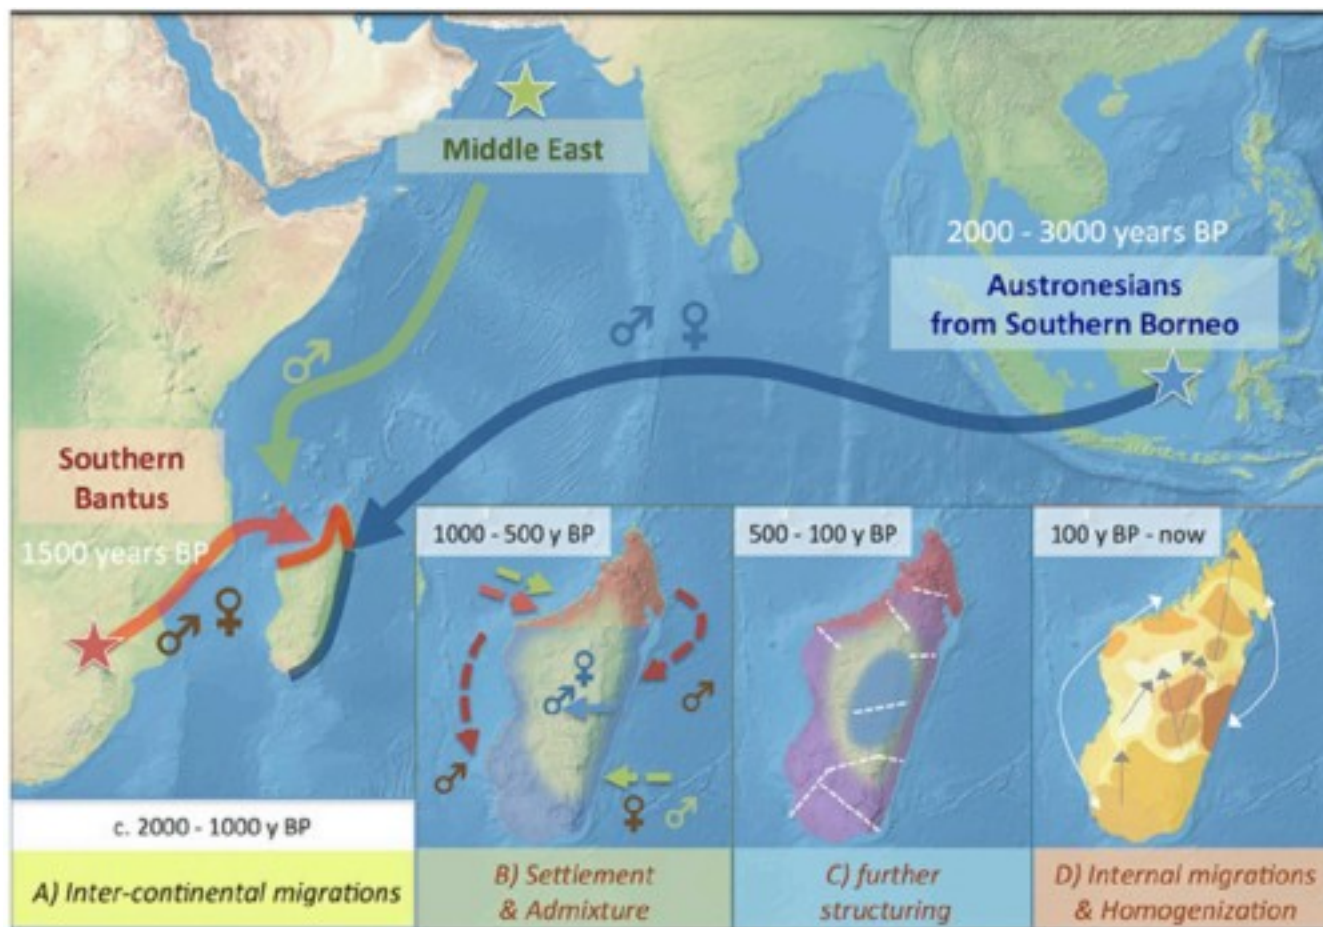 Middle East
2000 - 3000 years BP
Austronesians
from Southern Borneo
Southern
Bantus
1500 years BP
1000 - 500 y BP
500 - 100 y BP
100 y BP - now
c. 2000 - 1000 y BP
A) Inter-continental migrations
B) Settlement
& Admixture
C) further
structuring
D) Internal migrations
& Homogenization